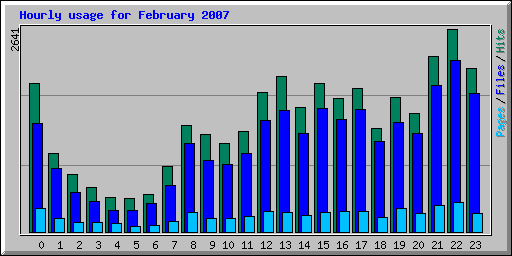 Hourly usage for February 2007
2641
Pages / Files / Hits
0 1 2 3 4 5 6 7 8 9 10 11 12 13 14 15 16 17 18 19 20 21 22 23